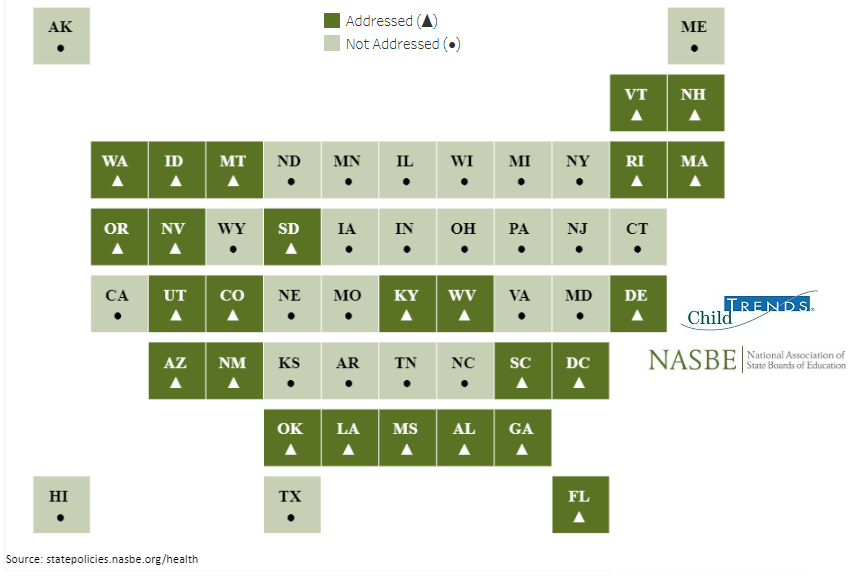 AK
Addressed (▲)
ME
Not Addressed (●)
VT NH
WA ID MT ND MN IL WI MI NY RI MA
OR NV WY SD IA IN OH PA NJ CT
CA UT CO NE MO KY WV VA MD DE
Child TRENDS®
NASBE National Association of
State Boards of Education
AZ NM KS AR TN NC SC DC
OK LA MS AL GA
HI TX FL
Source: statepolicies.nasbe.org/health